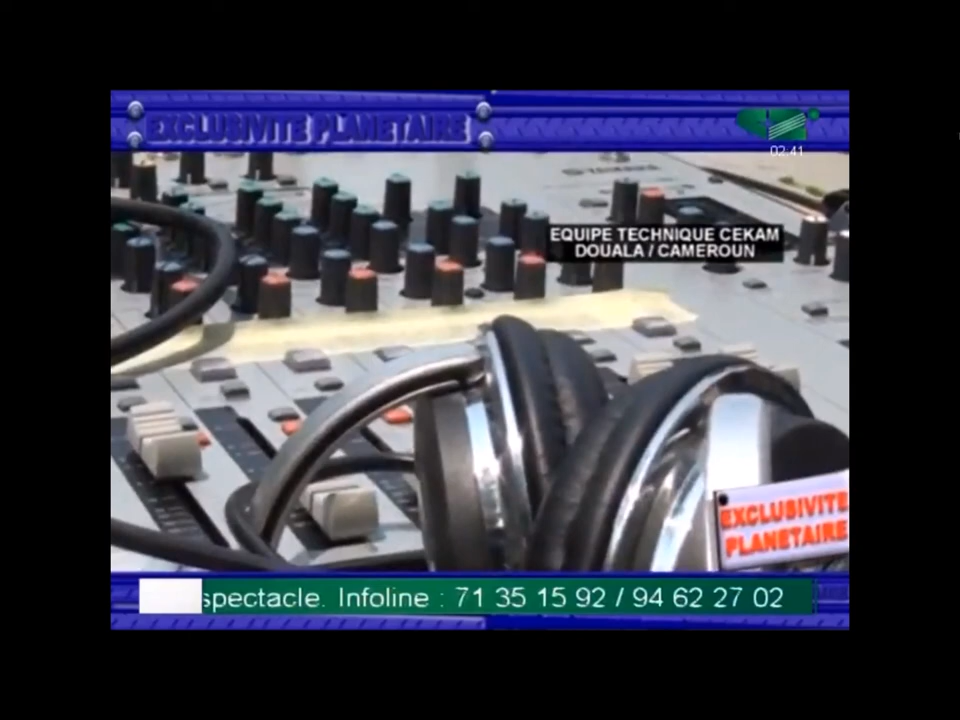 EXCLUSIVITE PLANETAIRE
02:41
YAMAHA
EQUIPE TECHNIQUE CEKAM
DOUALA / CAMEROUN
EXCLUSIVITE
PLANETAIRE
spectacle. Infoline : 71 35 15 92 / 94 62 27 02